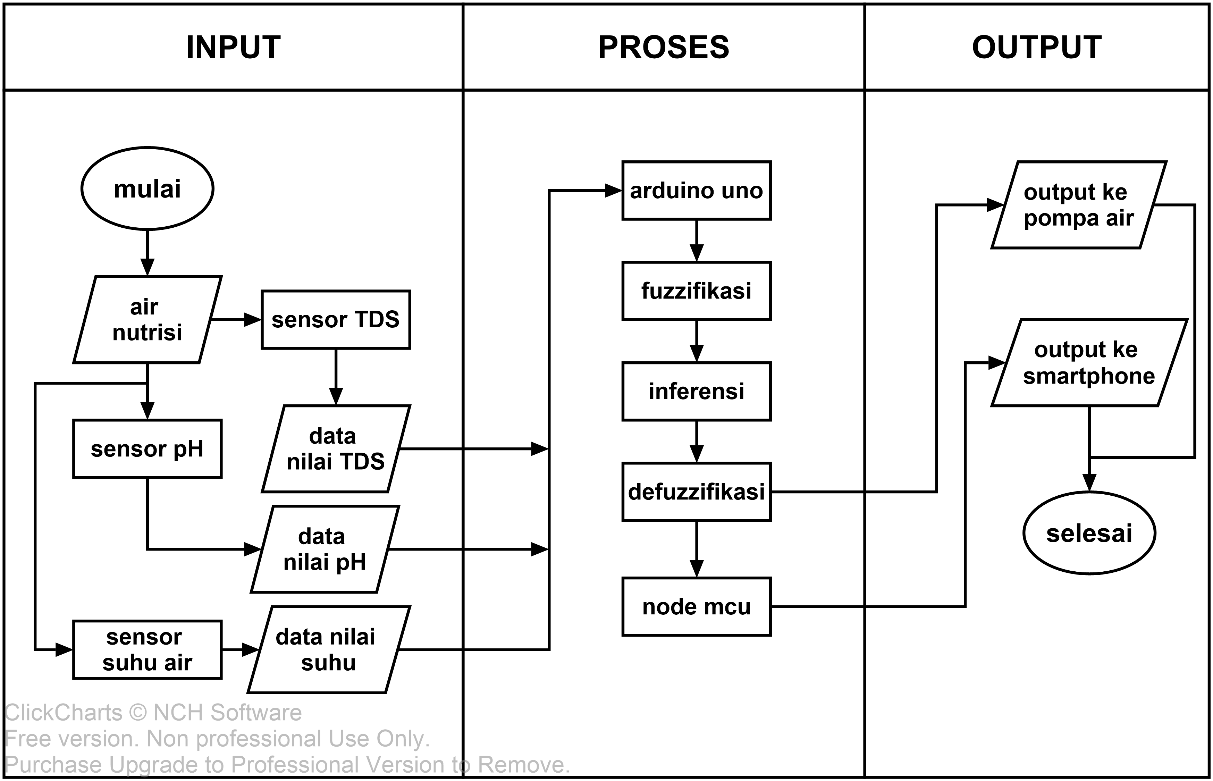 INPUT
PROSES
OUTPUT
mulai
air
nutrisi
sensor TDS
data
nilai TDS
sensor pH
data
nilai pH
sensor
suhu air
data nilai
suhu
arduino uno
fuzzifikasi
inferensi
defuzzifikasi
node mcu
output ke
pompa air
output ke
smartphone
selesai
ClickCharts © NCH Software
Free version. Non professional Use Only.
Purchase Upgrade to Professional Version to Remove.